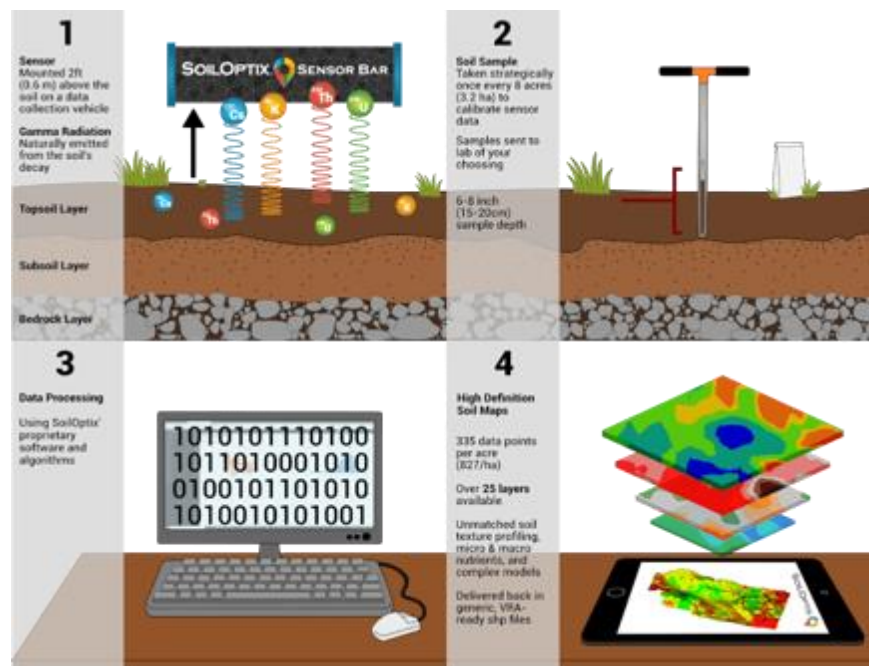 1
Sensor
Mounted 2ft
(0.6 m) above the
soil on a data
collection vehicle
Gamma Radiation
Naturally emitted
from the soil's
decay
Topsoil Layer
Subsoil Layer
Bedrock Layer
SOILOPTIX SENSOR BAR
Cs
K
Th
U
Cs
Th
U
K
2
Soil Sample
Taken strategically
once every 8 acres
(3.2 ha) to
calibrate sensor
data
Samples sent to
lab of your
choosing
6-8 inch
(15-20cm)
sample depth
3
Data Processing
Using SoilOptix'
proprietary
software and
algorithms
1010101110100
1011010001010
0100101101010
1010010101001
4
High Definition
Soil Maps
335 data points
per acre
(827/ha)
Over 25 layers
available
Unmatched soil
texture profiling,
micro & macro
nutrients, and
complex models
Delivered back in
generic, VRA-
ready shp files
SOILOPTIX